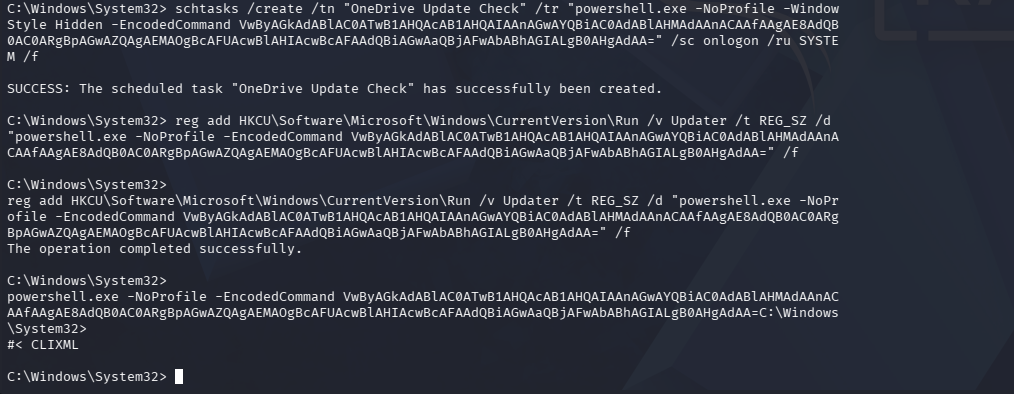 C:\Windows\System32> schtasks /create /tn "OneDrive Update Check" /tr "powershell.exe -NoProfile -Window
Style Hidden -EncodedCommand VwByAGkAdABlAC0ATwB1AHQAcAB1AHQAIAAnAGwAYQBiAC0AdABlAHMAdAAnACAAfAAgAE8AdQB
0AC0ARgBpAGwAZQAgAEMAOgBcAFUAcwBlAHIAcwBcAFAAdQBiAGwAaQBjAFwAbABhAGIALgB0AHgAdAA=" /sc onlogon /ru SYSTE
M /f
SUCCESS: The scheduled task "OneDrive Update Check" has successfully been created.
C:\Windows\System32> reg add HKCU\Software\Microsoft\Windows\CurrentVersion\Run /v Updater /t REG_SZ /d
"powershell.exe -NoProfile -EncodedCommand VwByAGkAdABlAC0ATwB1AHQAcAB1AHQAIAAnAGwAYQBiAC0AdABlAHMAdAAnA
CAAfAAgAE8AdQB0AC0ARgBpAGwAZQAgAEMAOgBcAFUAcwBlAHIAcwBcAFAAdQBiAGwAaQBjAFwAbABhAGIALgB0AHgAdAA=" /f
C:\Windows\System32>
reg add HKCU\Software\Microsoft\Windows\CurrentVersion\Run /v Updater /t REG_SZ /d "powershell.exe -NoPr
ofile -EncodedCommand VwByAGkAdABlAC0ATwB1AHQAcAB1AHQAIAAnAGwAYQBiAC0AdABlAHMAdAAnACAAfAAgAE8AdQB0AC0ARg
BpAGwAZQAgAEMAOgBcAFUAcwBlAHIAcwBcAFAAdQBiAGwAaQBjAFwAbABhAGIALgB0AHgAdAA=" /f
The operation completed successfully.
C:\Windows\System32>
powershell.exe -NoProfile -EncodedCommand VwByAGkAdABlAC0ATwB1AHQAcAB1AHQAIAAnAGwAYQBiAC0AdABlAHMAdAAnAC
AAfAAgAE8AdQB0AC0ARgBpAGwAZQAgAEMAOgBcAFUAcwBlAHIAcwBcAFAAdQBiAGwAaQBjAFwAbABhAGIALgB0AHgAdAA=C:\Windows
\System32>
#< CLIXML
C:\Windows\System32>